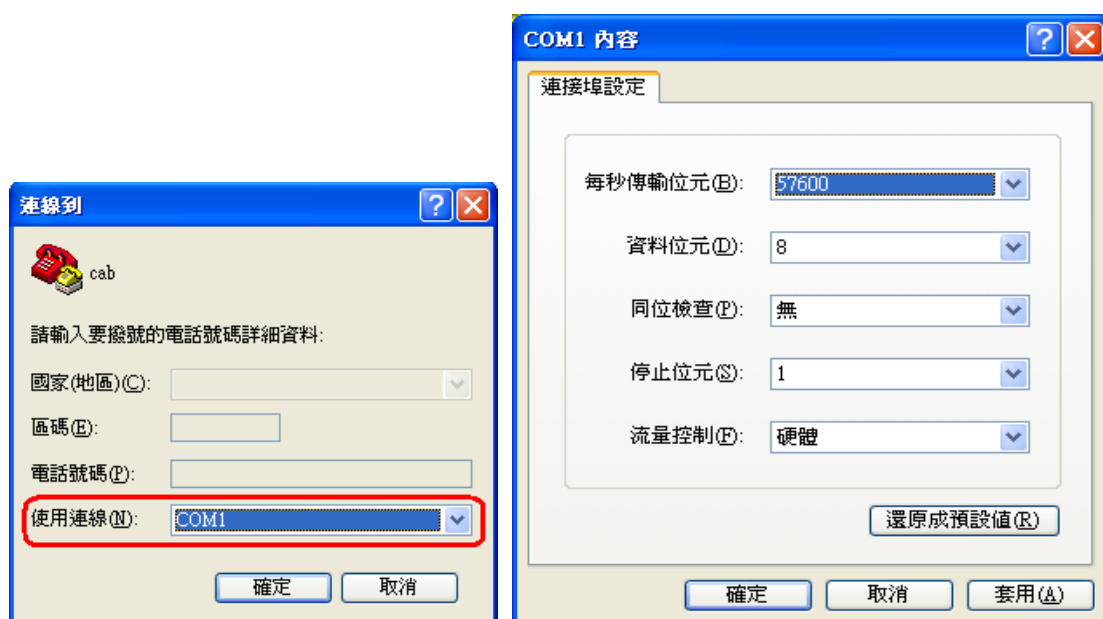 連線到
cab
請輸入要撥號的電話號碼詳細資料:
國家(地區)(C):
區碼(E):
電話號碼(P):
使用連線(N): COM1
確定 取消
COM1 內容
連接埠設定
每秒傳輸位元(B): 57600
資料位元(D): 8
同位檢查(P): 無
停止位元(S): 1
流量控制(F): 硬體
還原成預設值(R)
確定 取消 套用(A)